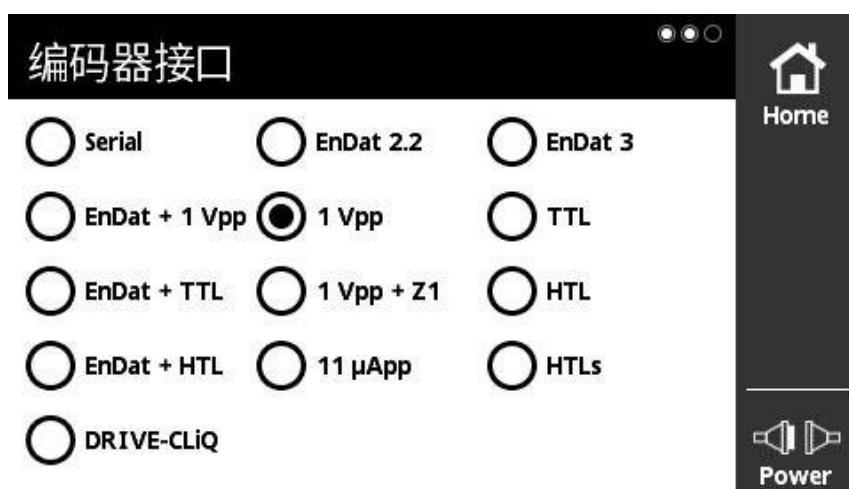 编码器接口
Home
Serial
EnDat 2.2
EnDat 3
EnDat + 1 Vpp
1 Vpp
TTL
EnDat + TTL
1 Vpp + Z1
HTL
EnDat + HTL
11 µApp
HTLs
DRIVE-CLiQ
Power